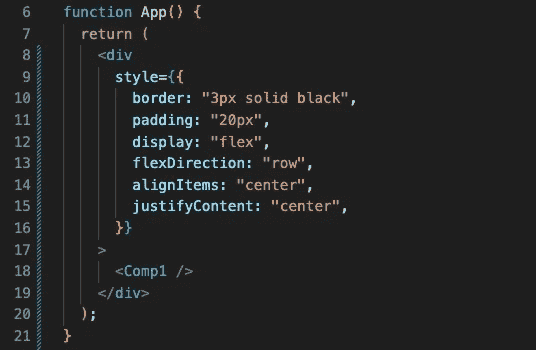 6 function App() {
7 return (
8 <div
9 style={{
10 border: "3px solid black",
11 padding: "20px",
12 display: "flex",
13 flexDirection: "row",
14 alignItems: "center",
15 justifyContent: "center",
16 }}
17 >
18 <Comp1 />
19 </div>
20 );
21 }